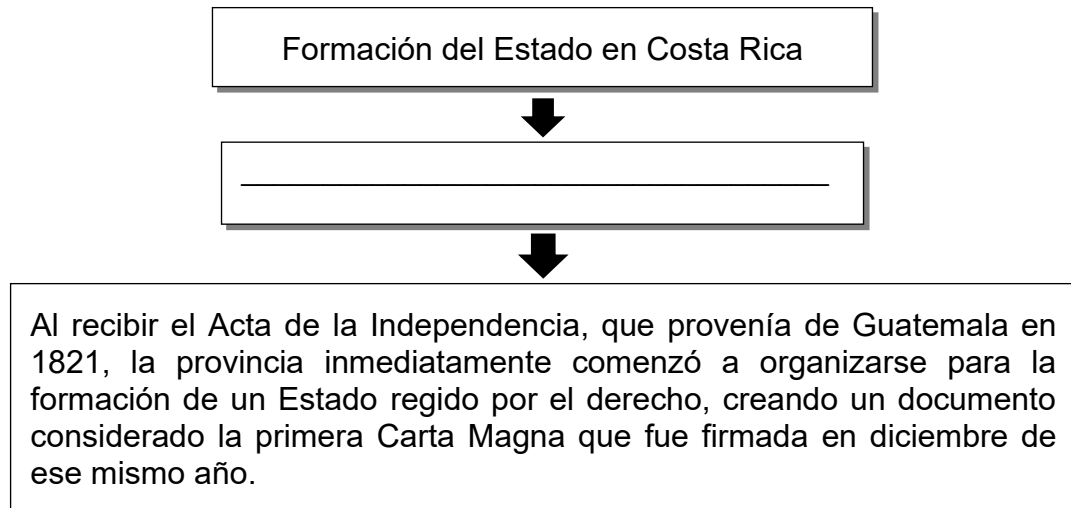 Formación del Estado en Costa Rica
__________________________________
Al recibir el Acta de la Independencia, que provenía de Guatemala en
1821, la provincia inmediatamente comenzó a organizarse para la
formación de un Estado regido por el derecho, creando un documento
considerado la primera Carta Magna que fue firmada en diciembre de
ese mismo año.